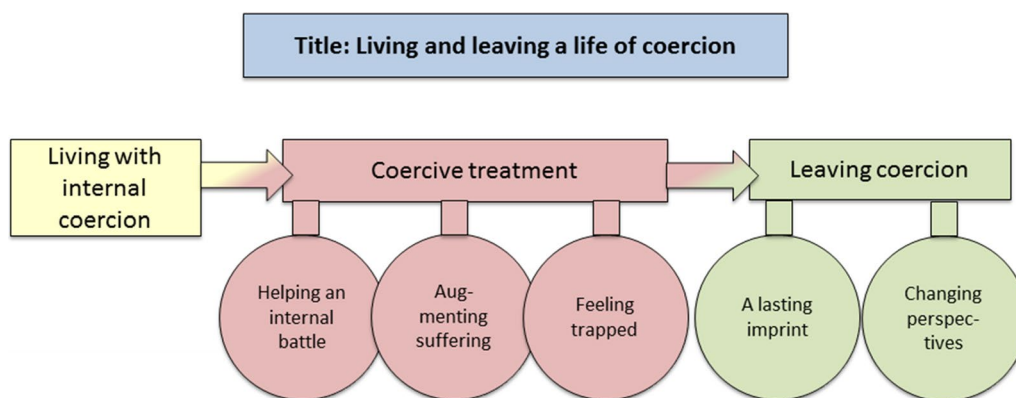 Title: Living and leaving a life of coercion
Living with
internal
coercion
Coercive treatment
Leaving coercion
Helping an
internal
battle
Aug-
menting
suffering
Feeling
trapped
A lasting
imprint
Changing
perspec-
tives